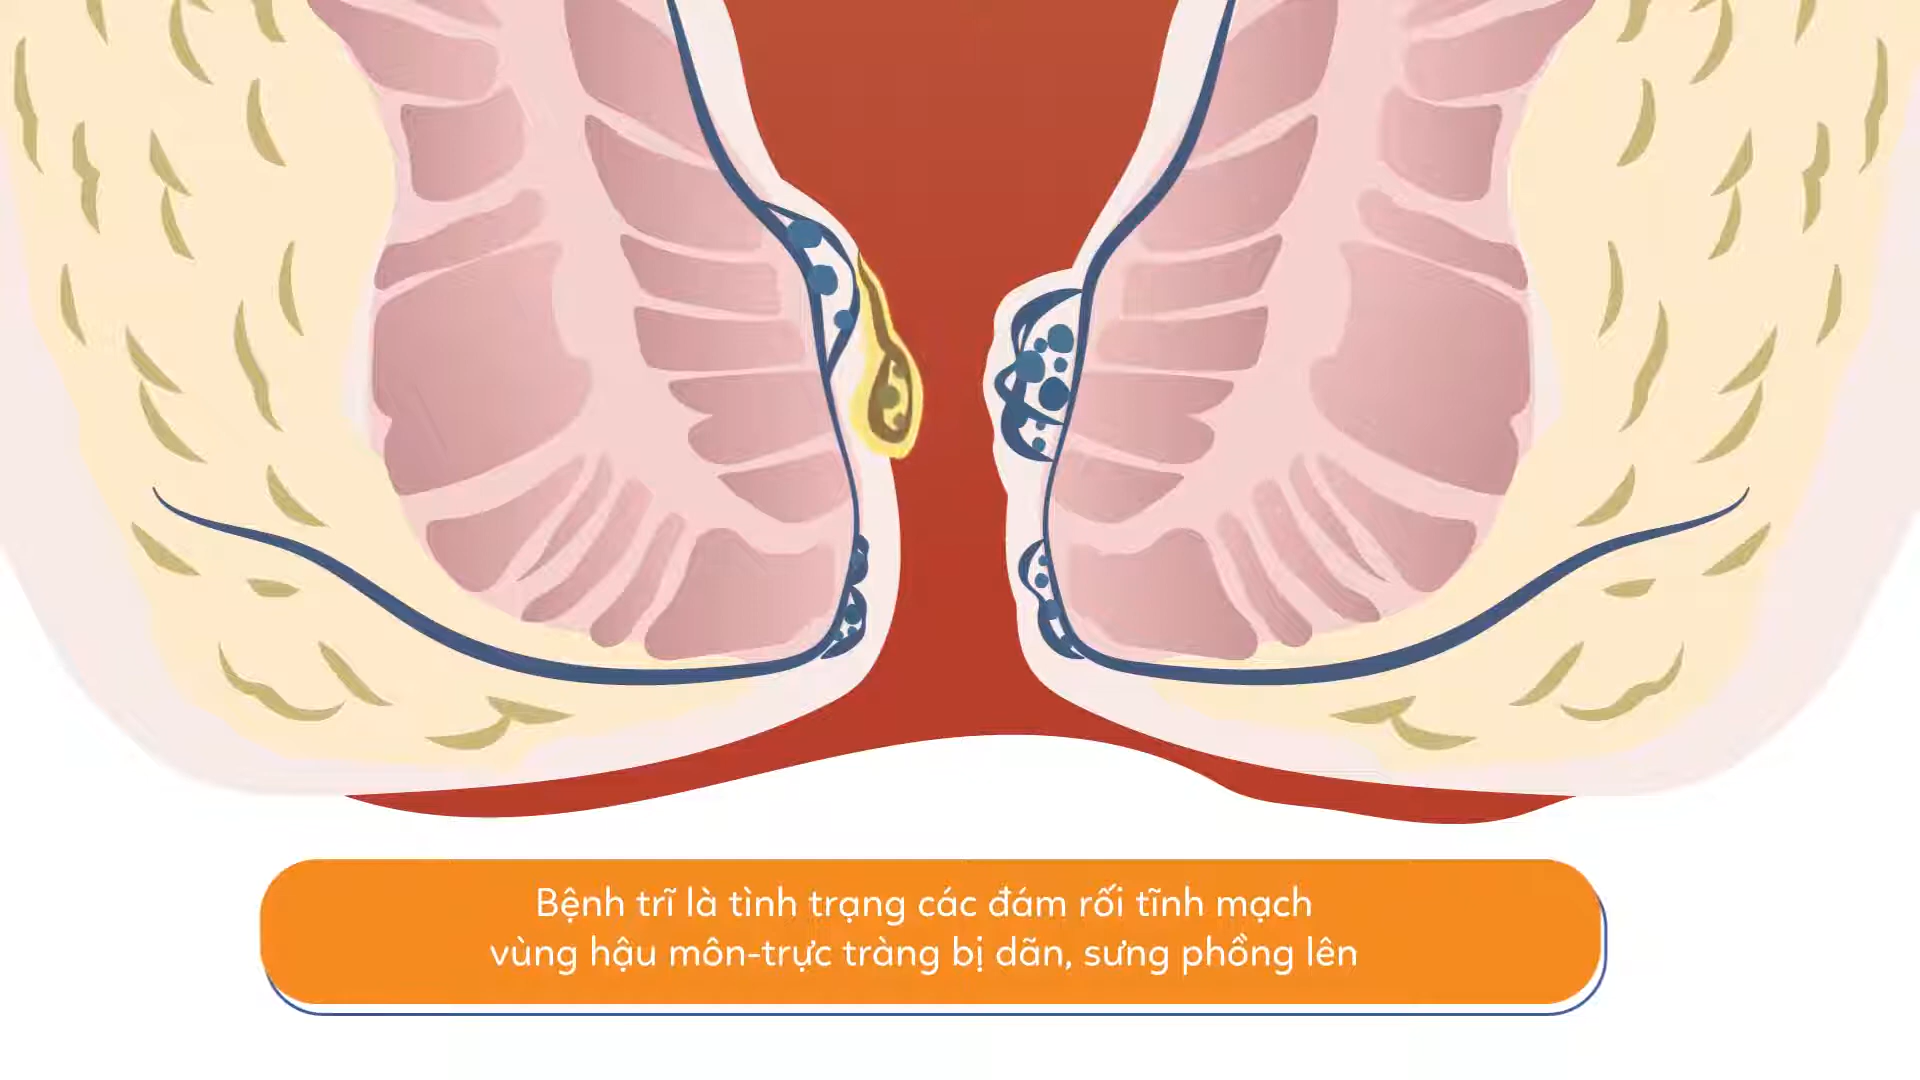 Bệnh trĩ là tình trạng các đám rối tĩnh mạch
vùng hậu môn-trực tràng bị dãn, sưng phồng lên